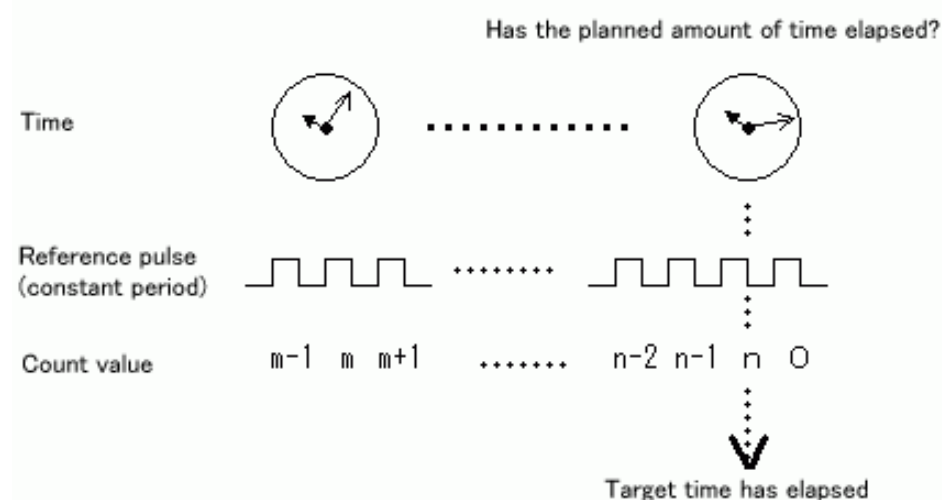 Has the planned amount of time elapsed?
Time
Reference pulse
(constant period)
Count value m-1 m m+1 n-2 n-1 n 0
Target time has elapsed